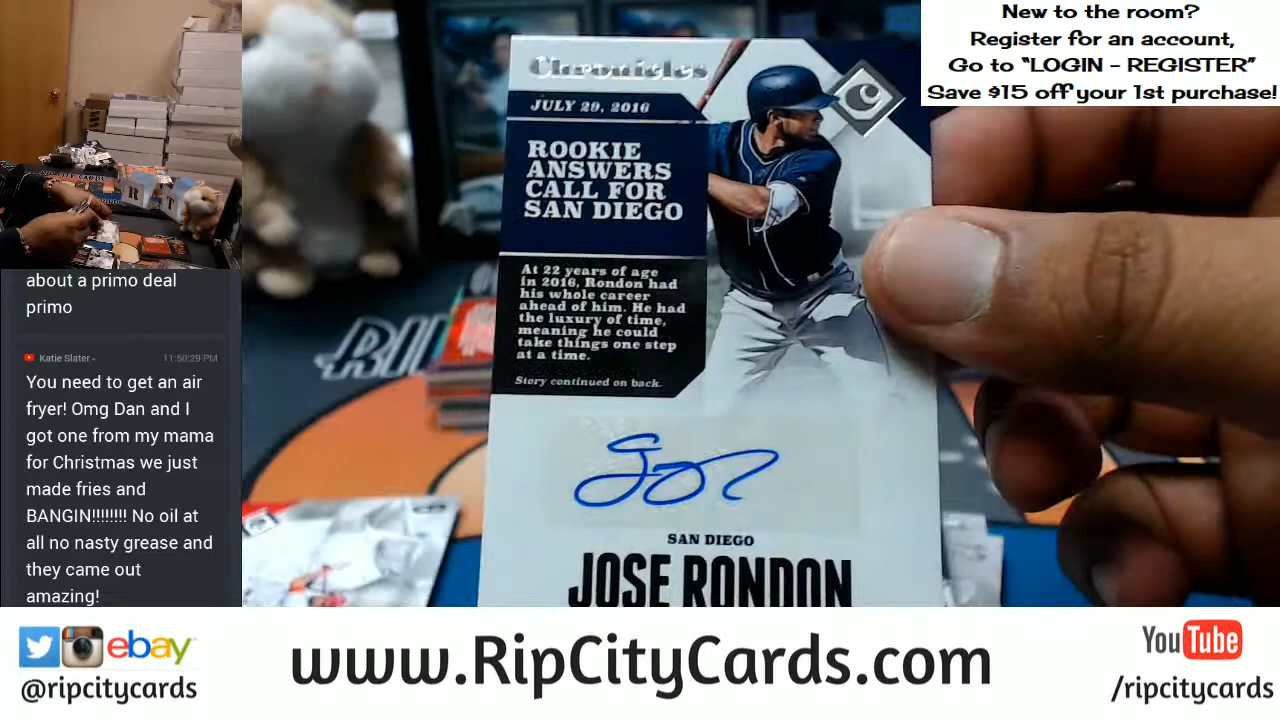 New to the room?
Register for an account,
Go to “LOGIN - REGISTER”
Save $15 off your 1st purchase!
Chronicles
C
JULY 29, 2016
ROOKIE
ANSWERS
CALL FOR
SAN DIEGO
At 22 years of age
in 2016, Rondon had
his whole career
ahead of him. He had
the luxury of time,
meaning he could
take things one step
at a time.
Story continued on back.
SAN DIEGO
JOSE RONDON
about a primo deal
primo
Katie Slater -
11:50:29 PM
You need to get an air
fryer! Omg Dan and I
got one from my mama
for Christmas we just
made fries and
BANGIN!!!!!!!! No oil at
all no nasty grease and
they came out
amazing!
ebay
@ripcitycards
www.RipCityCards.com
YouTube
/ripcitycards